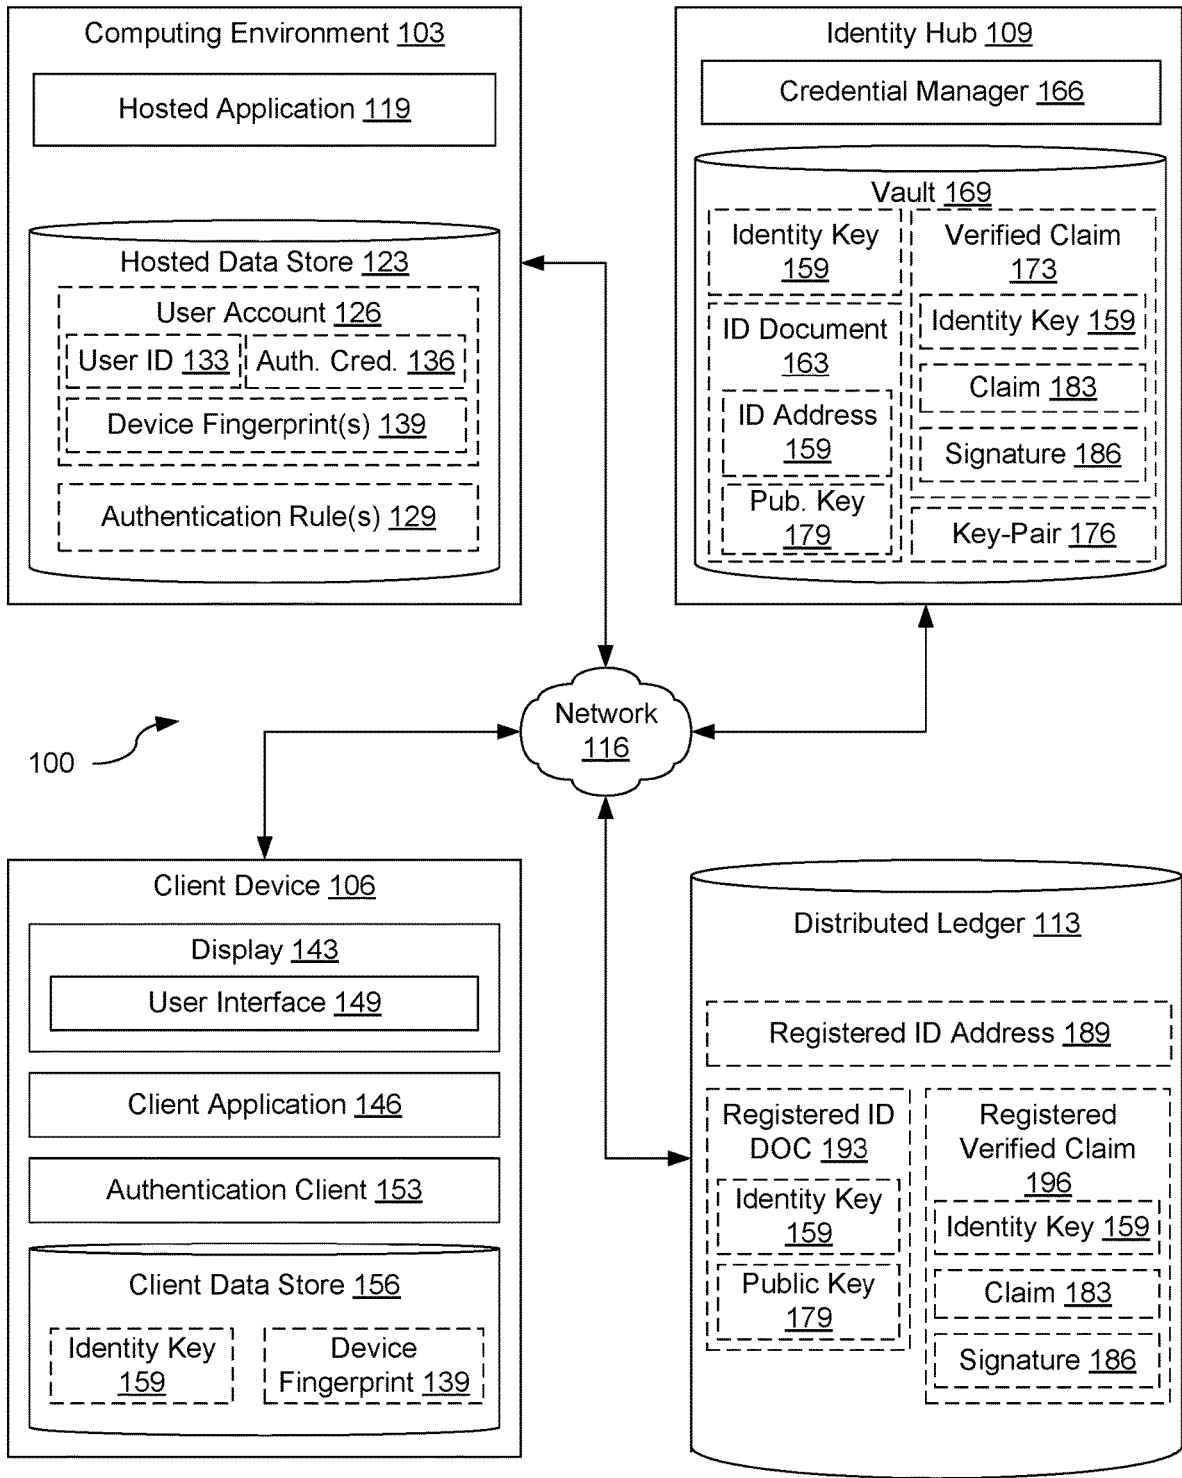 Computing Environment 103
Hosted Application 119
Hosted Data Store 123
User Account 126
User ID 133
Auth. Cred. 136
Device Fingerprint(s) 139
Authentication Rule(s) 129
Identity Hub 109
Credential Manager 166
Vault 169
Identity Key
159
ID Document
163
ID Address
159
Pub. Key
179
Verified Claim
173
Identity Key 159
Claim 183
Signature 186
Key-Pair 176
Network
116
100
Client Device 106
Display 143
User Interface 149
Client Application 146
Authentication Client 153
Client Data Store 156
Identity Key
159
Device
Fingerprint 139
Distributed Ledger 113
Registered ID Address 189
Registered ID
DOC 193
Identity Key
159
Public Key
179
Registered
Verified Claim
196
Identity Key 159
Claim 183
Signature 186